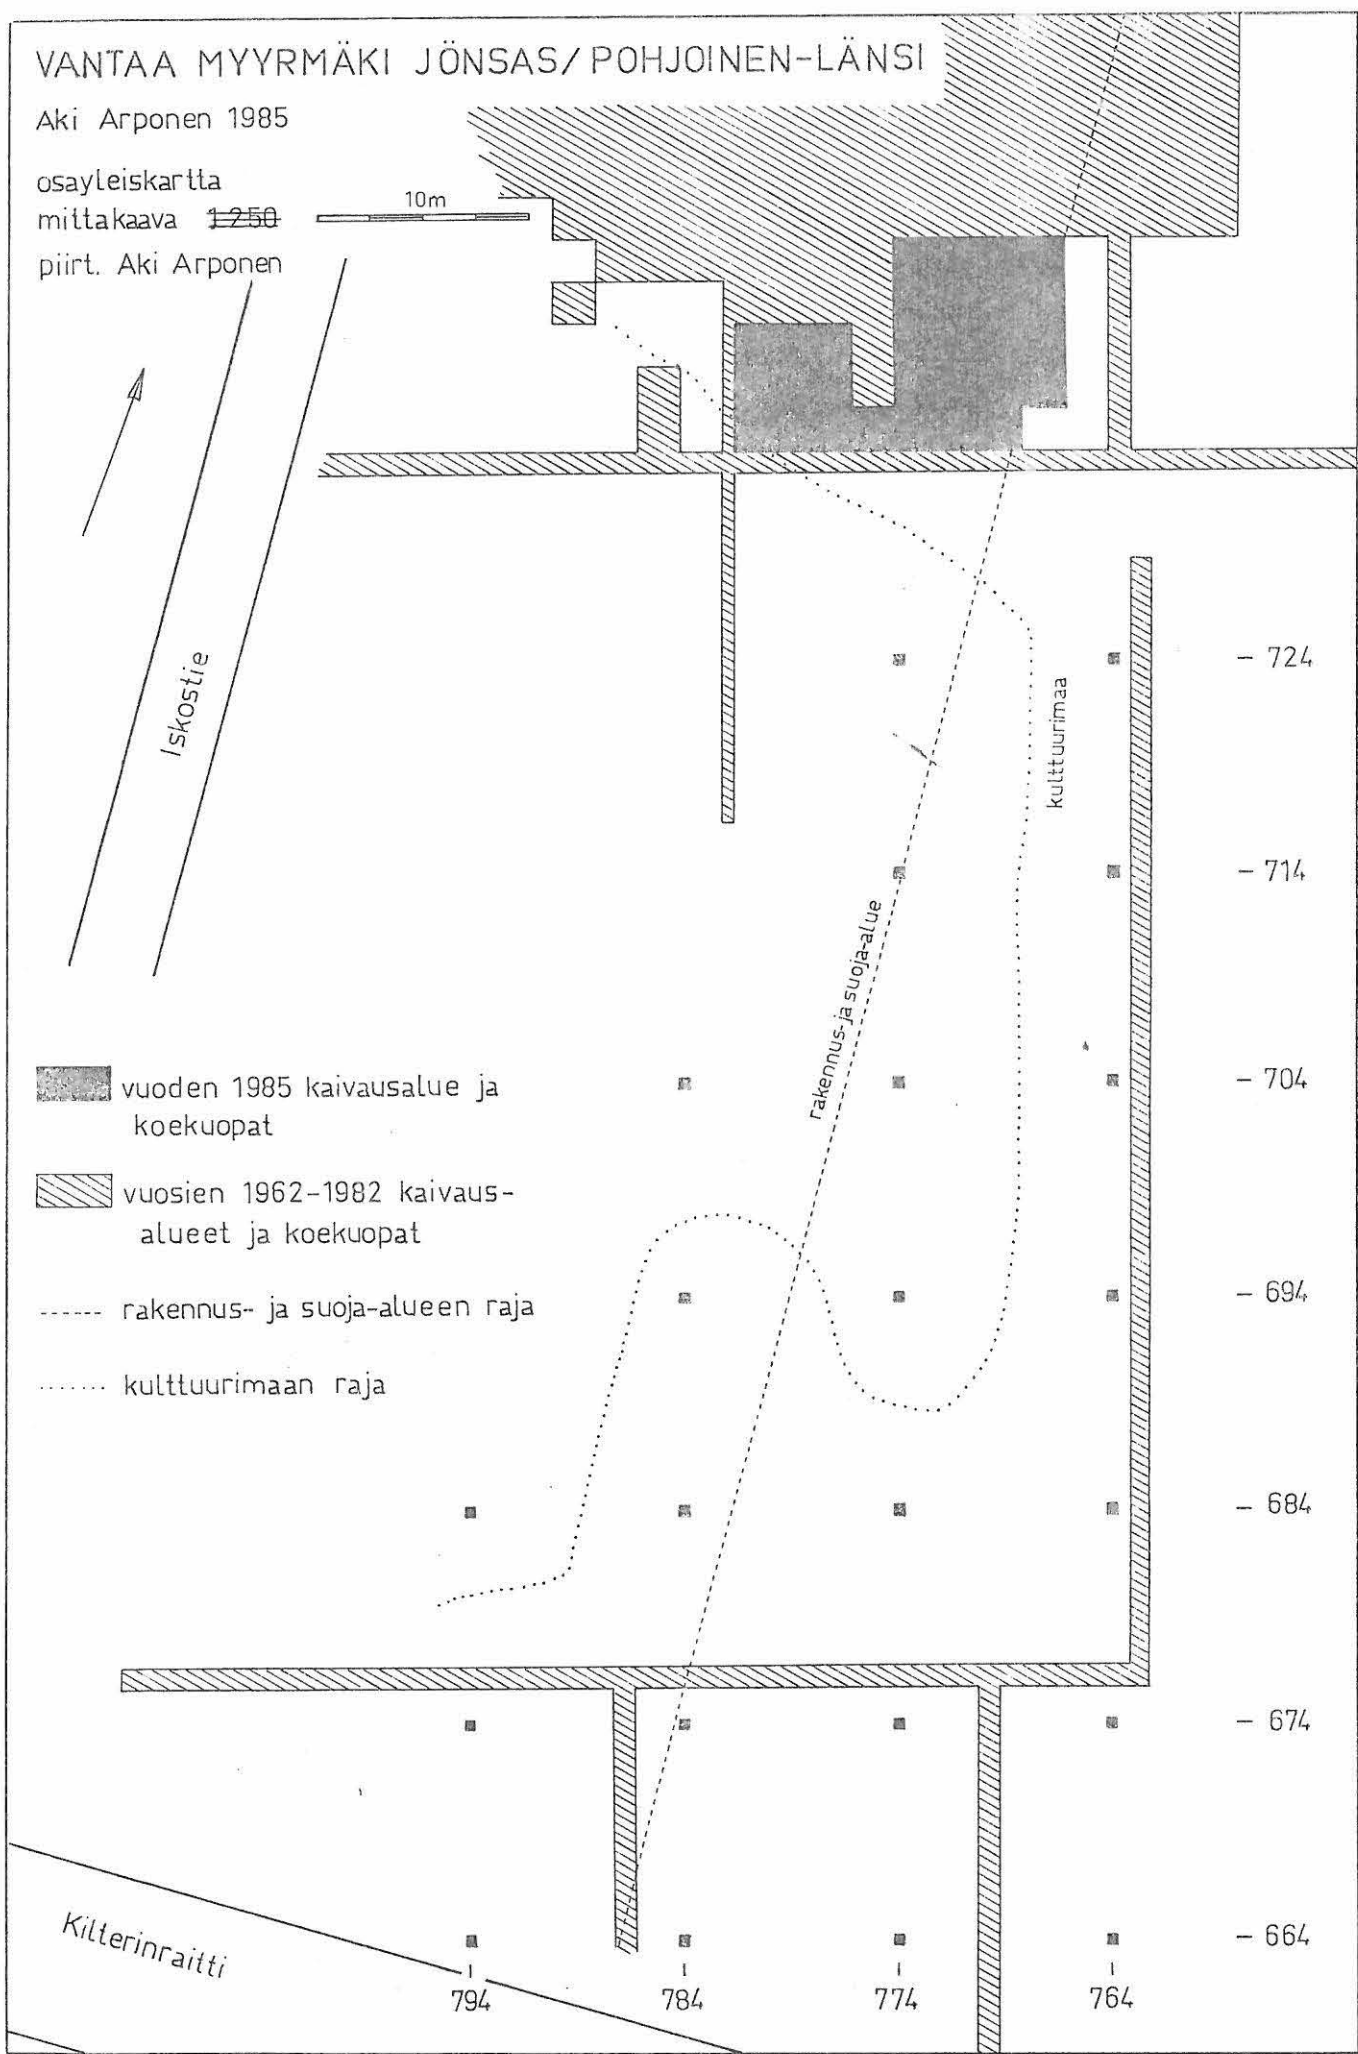 VANTAA MYYRMÄKI JÖNSAS/POHJOINEN-LÄNSI
Aki Arponen 1985
osayleiskartta
mittakaava 1:250
10m
piirt. Aki Arponen
Iskostie
- 724
kulttuurimaa
- 714
rakennus-ja suoja-alue
vuoden 1985 kaivausalue ja
koekuopat
- 704
vuosien 1962-1982 kaivaus-
alueet ja koekuopat
rakennus- ja suoja-alueen raja
- 694
kulttuurimaan raja
- 684
- 674
Kilterinraitti
- 664
794
784
774
764